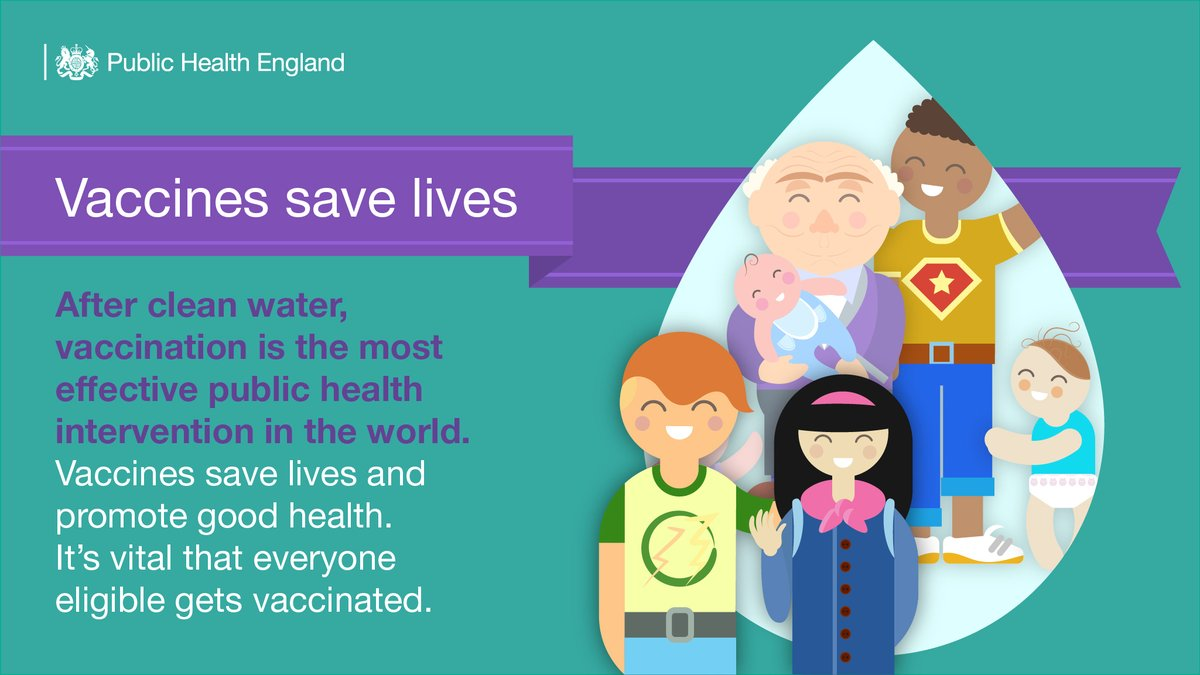 Public Health England
Vaccines save lives
After clean water,
vaccination is the most
effective public health
intervention in the world.
Vaccines save lives and
promote good health.
It’s vital that everyone
eligible gets vaccinated.